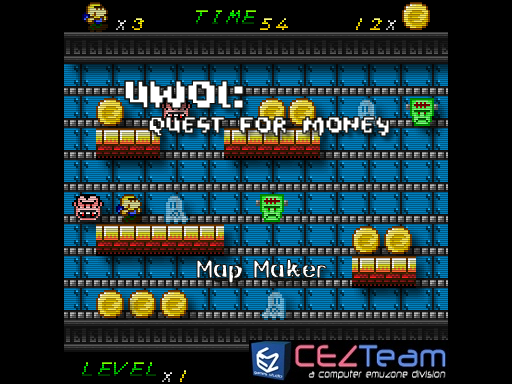 x3 TIME 54 12x
UWOL:
QUEST FOR MONEY
Map Maker
LEVEL x1
CEZTeam
a computer emuzone division